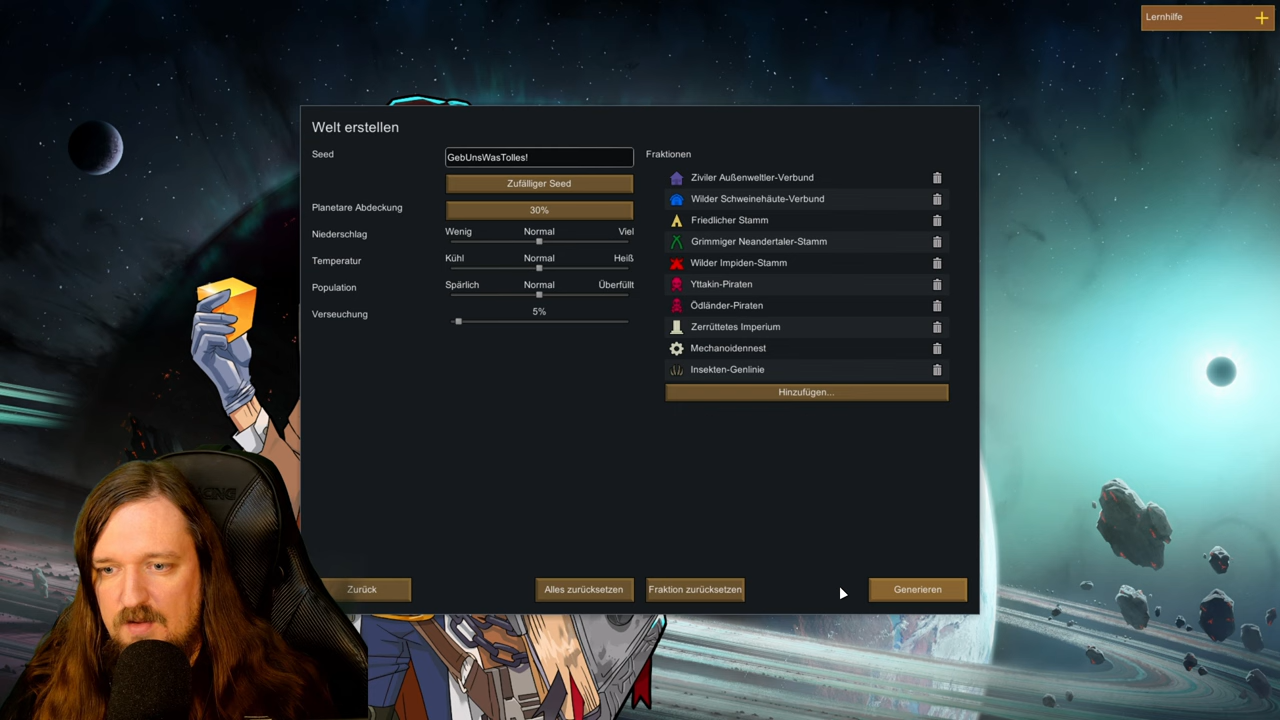 Lernhilfe
Welt erstellen
Seed
GebUnsWasTolles!
Zufälliger Seed
Planetare Abdeckung
30%
Niederschlag
Wenig Normal Viel
Temperatur
Kühl Normal Heiß
Population
Spärlich Normal Überfüllt
Verseuchung
5%
Fraktionen
Ziviler Außenweltler-Verbund
Wilder Schweinehäute-Verbund
Friedlicher Stamm
Grimmiger Neandertaler-Stamm
Wilder Impiden-Stamm
Yttakin-Piraten
Ödländer-Piraten
Zerrüttetes Imperium
Mechanoidennest
Insekten-Genlinie
Hinzufügen...
Zurück
Alles zurücksetzen
Fraktion zurücksetzen
Generieren